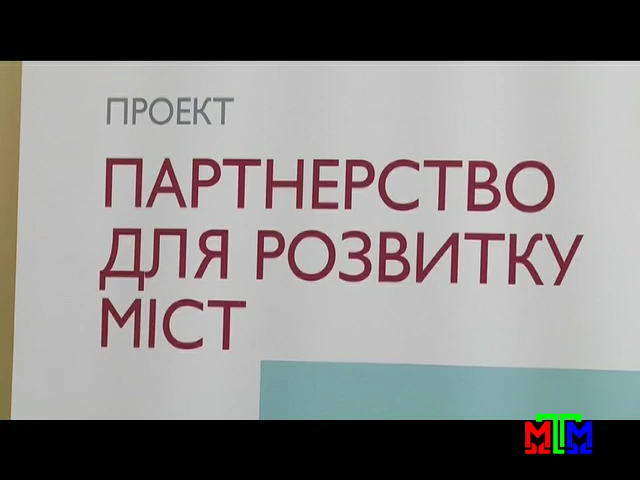 ПРОЕКТ
ПАРТНЕРСТВО
ДЛЯ РОЗВИТКУ
МІСТ
МТМ